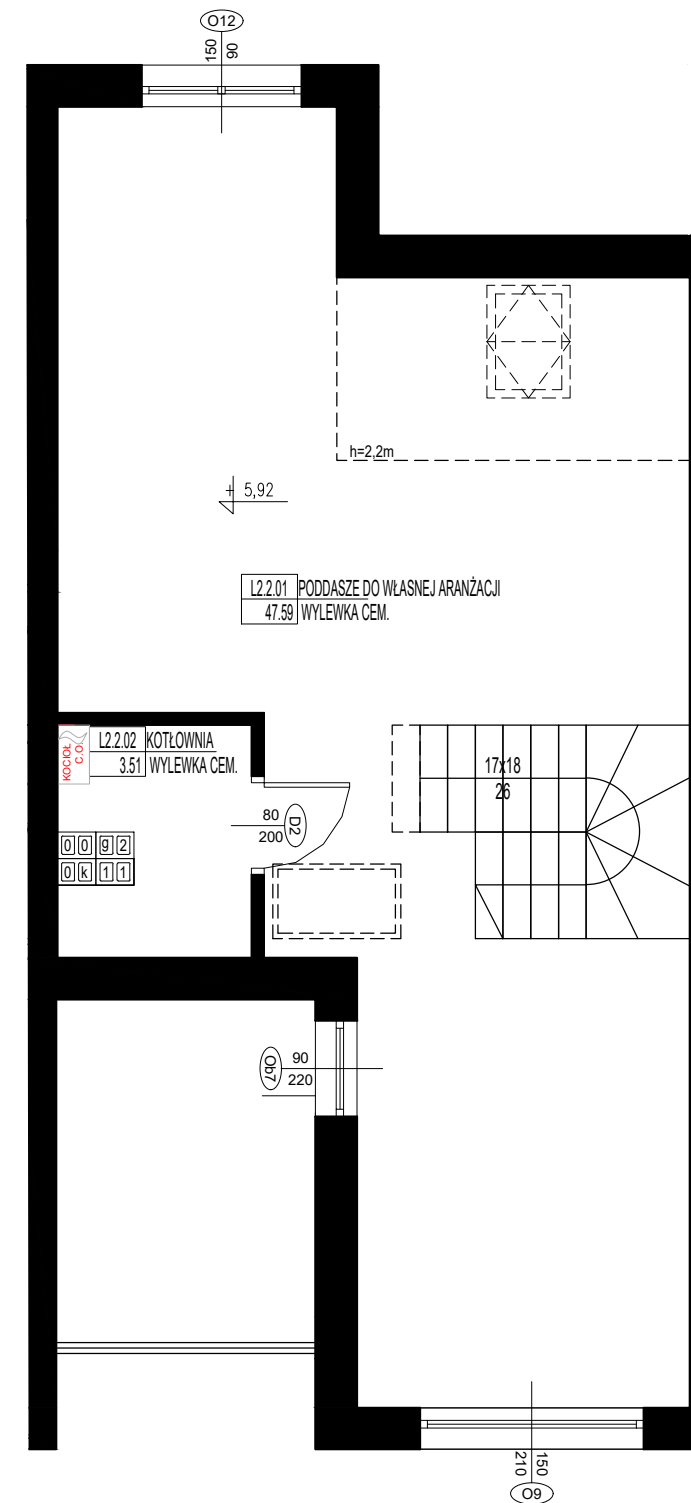 O12
150
90
h=2,2m
+ 5,92
L2.2.01 PODDASZE DO WŁASNEJ ARANŻACJI
47.59 WYLEWKA CEM.
KOCIOŁ
C.O.
L2.2.02 KOTŁOWNIA
3.51 WYLEWKA CEM.
17x18
26
80
200
D2
0 0 g 2
0 k 1 1
Ob7
90
220
210
150
O9